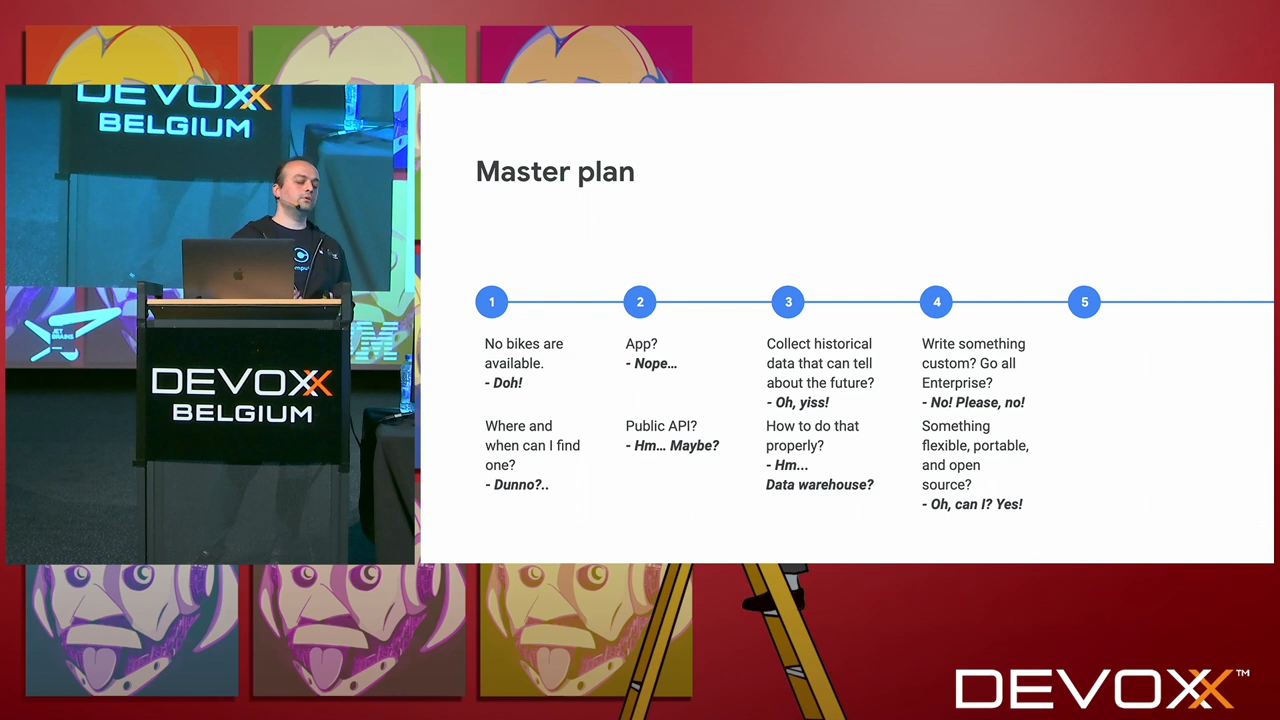 DEVOXX
BELGIUM
JET
BRAINS
IBM
DEVOXX
BELGIUM
Master plan
1
2
3
4
5
No bikes are
available.
- Doh!
Where and
when can I find
one?
- Dunno?..
App?
- Nope...
Public API?
- Hm... Maybe?
Collect historical
data that can tell
about the future?
- Oh, yiss!
How to do that
properly?
- Hm...
Data warehouse?
Write something
custom? Go all
Enterprise?
- No! Please, no!
Something
flexible, portable,
and open
source?
- Oh, can I? Yes!
DEVOXX™